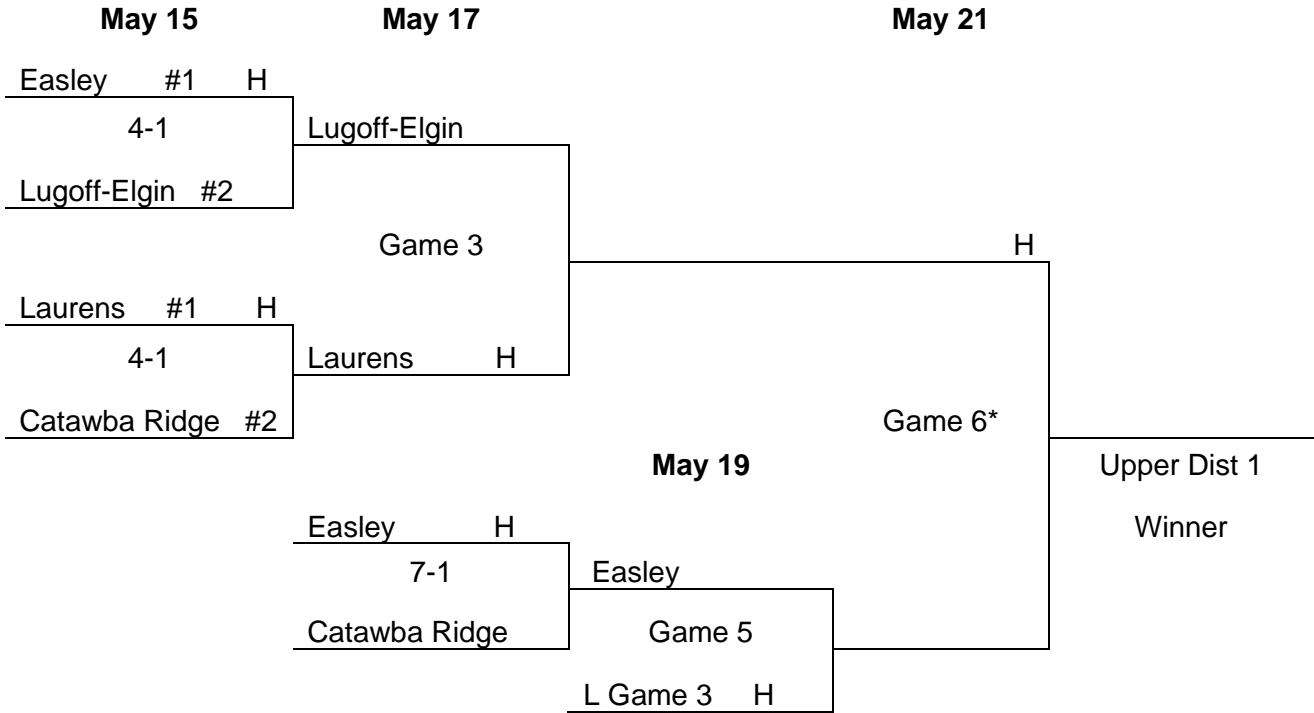 May 15 May 17 May 21
Easley #1 H
4-1 Lugoff-Elgin
Lugoff-Elgin #2
Game 3 H
Laurens #1 H
4-1 Laurens H
Catawba Ridge #2 Game 6*
May 19 Upper Dist 1
Easley H Winner
7-1 Easley
Catawba Ridge Game 5
L Game 3 H